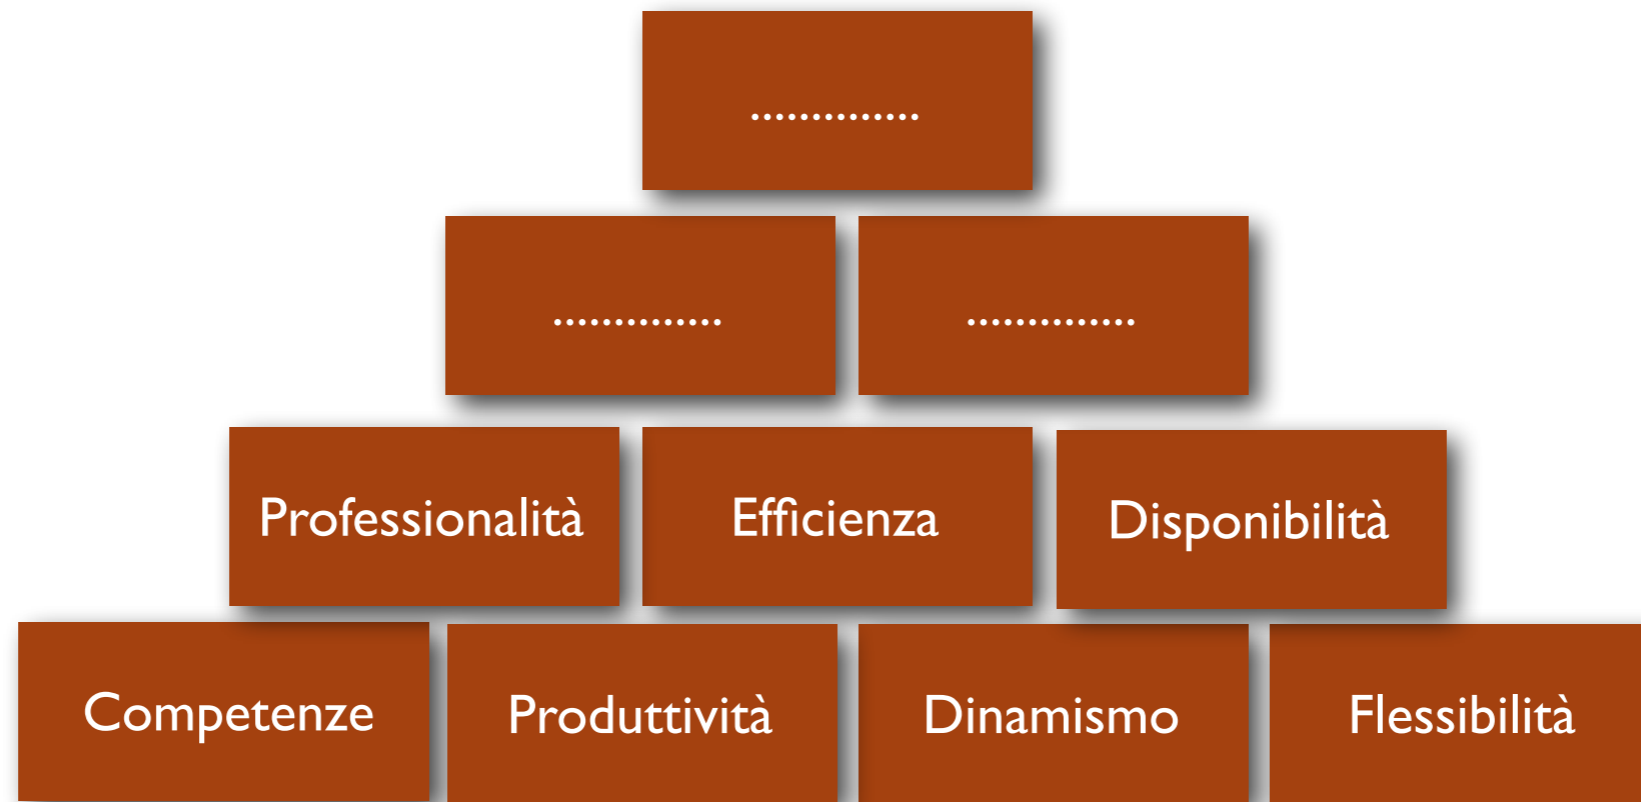 ..............
..............
..............
Professionalità
Efficienza
Disponibilità
Competenze
Produttività
Dinamismo
Flessibilità